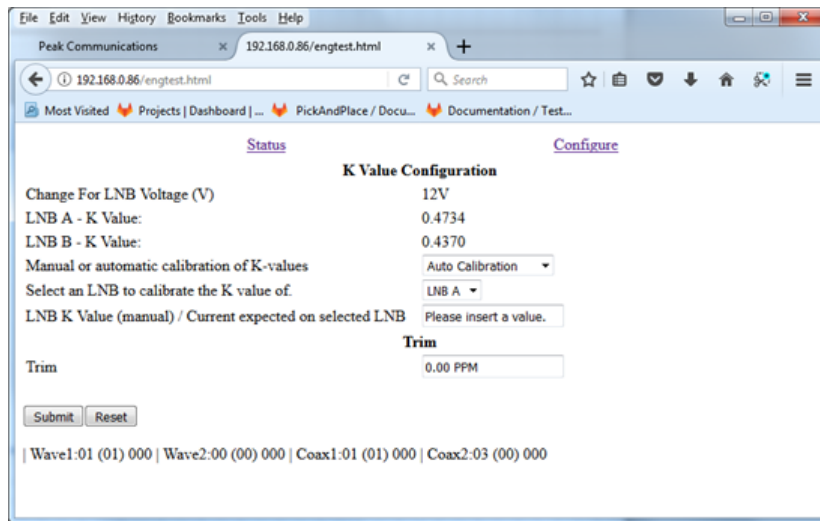 File Edit View History Bookmarks Tools Help
Peak Communications × 192.168.0.86/engtest.html × +
192.168.0.86/engtest.html Search
Most Visited Projects | Dashboard | ... PickAndPlace / Docu... Documentation / Test...
Status Configure
K Value Configuration
Change For LNB Voltage (V) 12V
LNB A - K Value: 0.4734
LNB B - K Value: 0.4370
Manual or automatic calibration of K-values Auto Calibration
Select an LNB to calibrate the K value of. LNB A
LNB K Value (manual) / Current expected on selected LNB Please insert a value.
Trim
Trim 0.00 PPM
Submit Reset
| Wave1:01 (01) 000 | Wave2:00 (00) 000 | Coax1:01 (01) 000 | Coax2:03 (00) 000